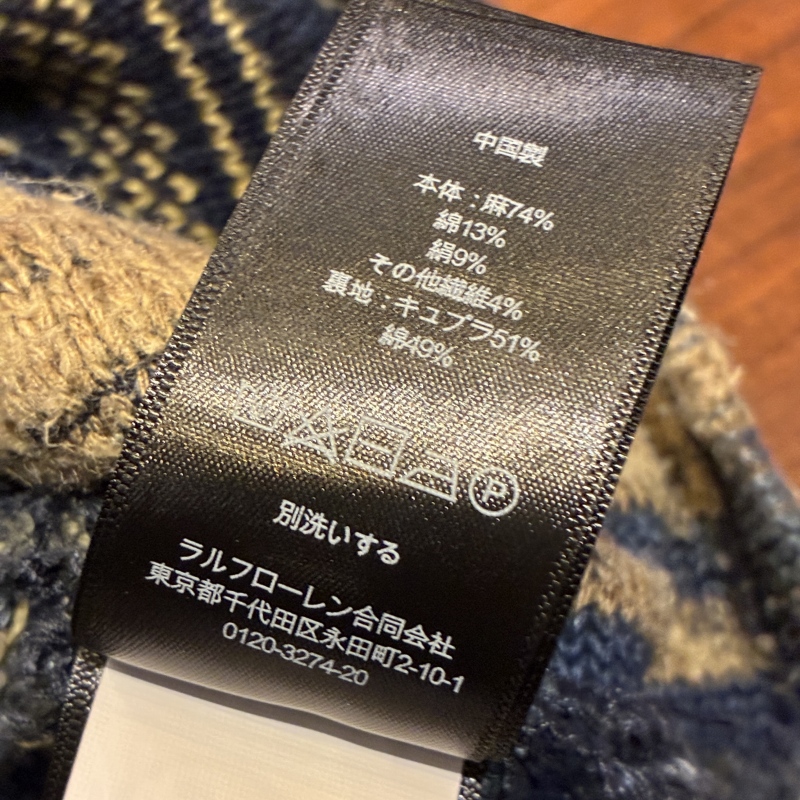 中国製
本体：麻74%
綿13%
絹9%
その他繊維4%
裏地：キュプラ51%
綿49%
P
別洗いする
ラルフローレン合同会社
東京都千代田区永田町2-10-1
0120-3274-20